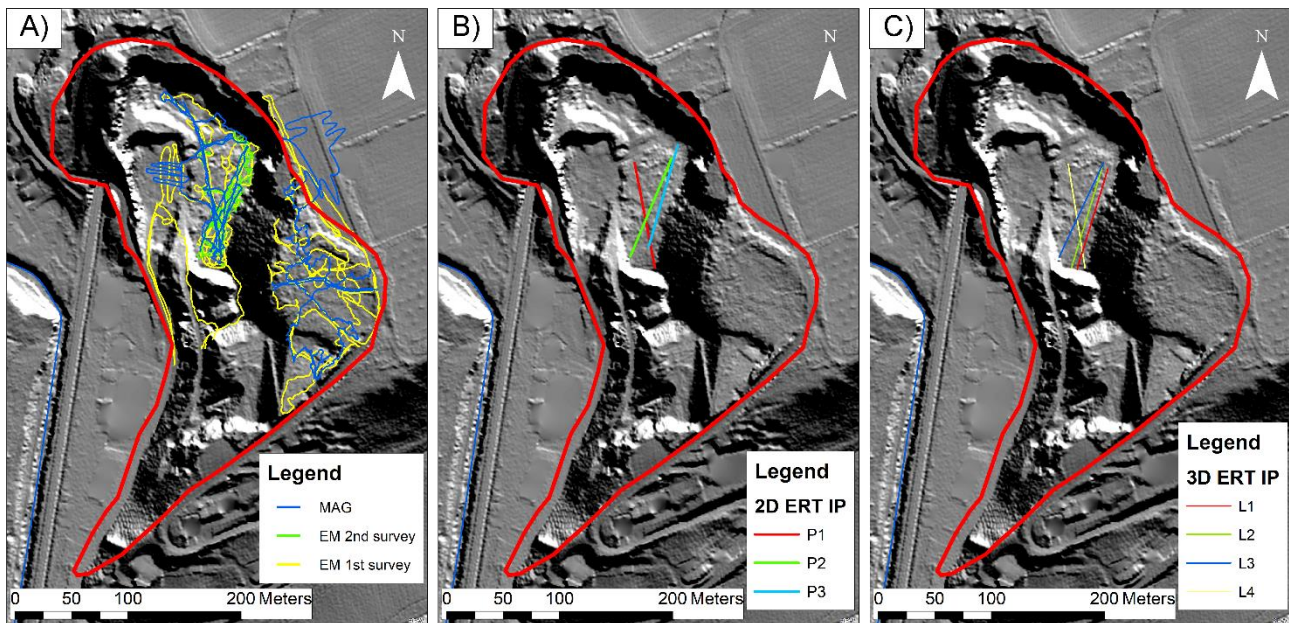 A)
N
Legend
MAG
EM 2nd survey
EM 1st survey
0 50 100 200 Meters
B)
N
Legend
2D ERT IP
P1
P2
P3
0 50 100 200 Meters
C)
N
Legend
3D ERT IP
L1
L2
L3
L4
0 50 100 200 Meters